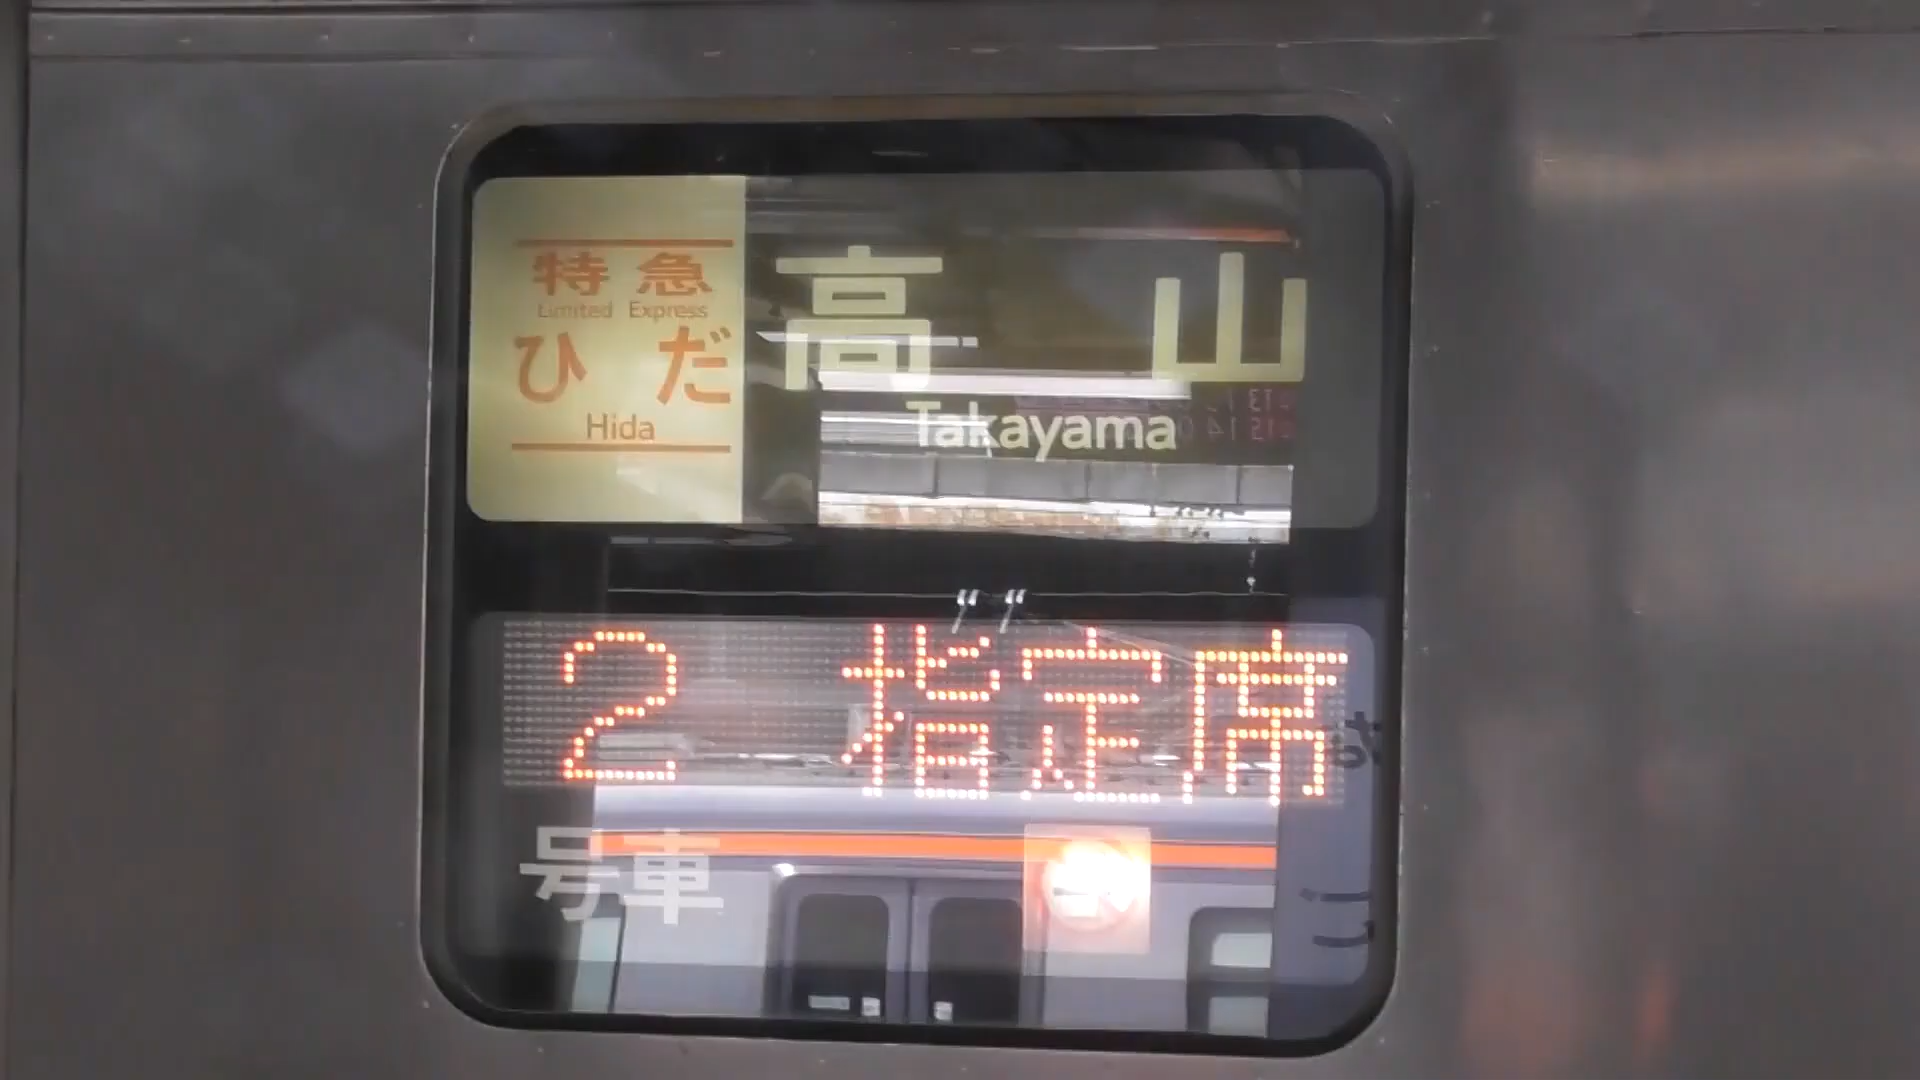 特急
Limited Express
ひだ
Hida
高山
Takayama
2 指定席
号車